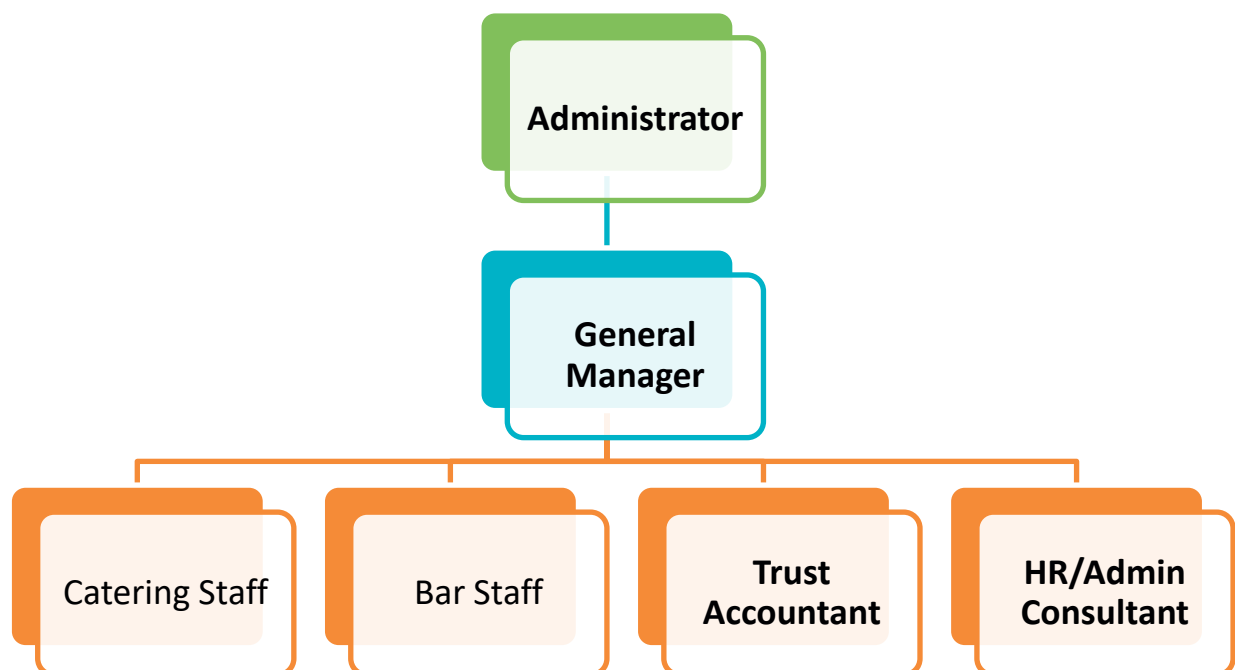 Administrator
General
Manager
Catering Staff
Bar Staff
Trust
Accountant
HR/Admin
Consultant